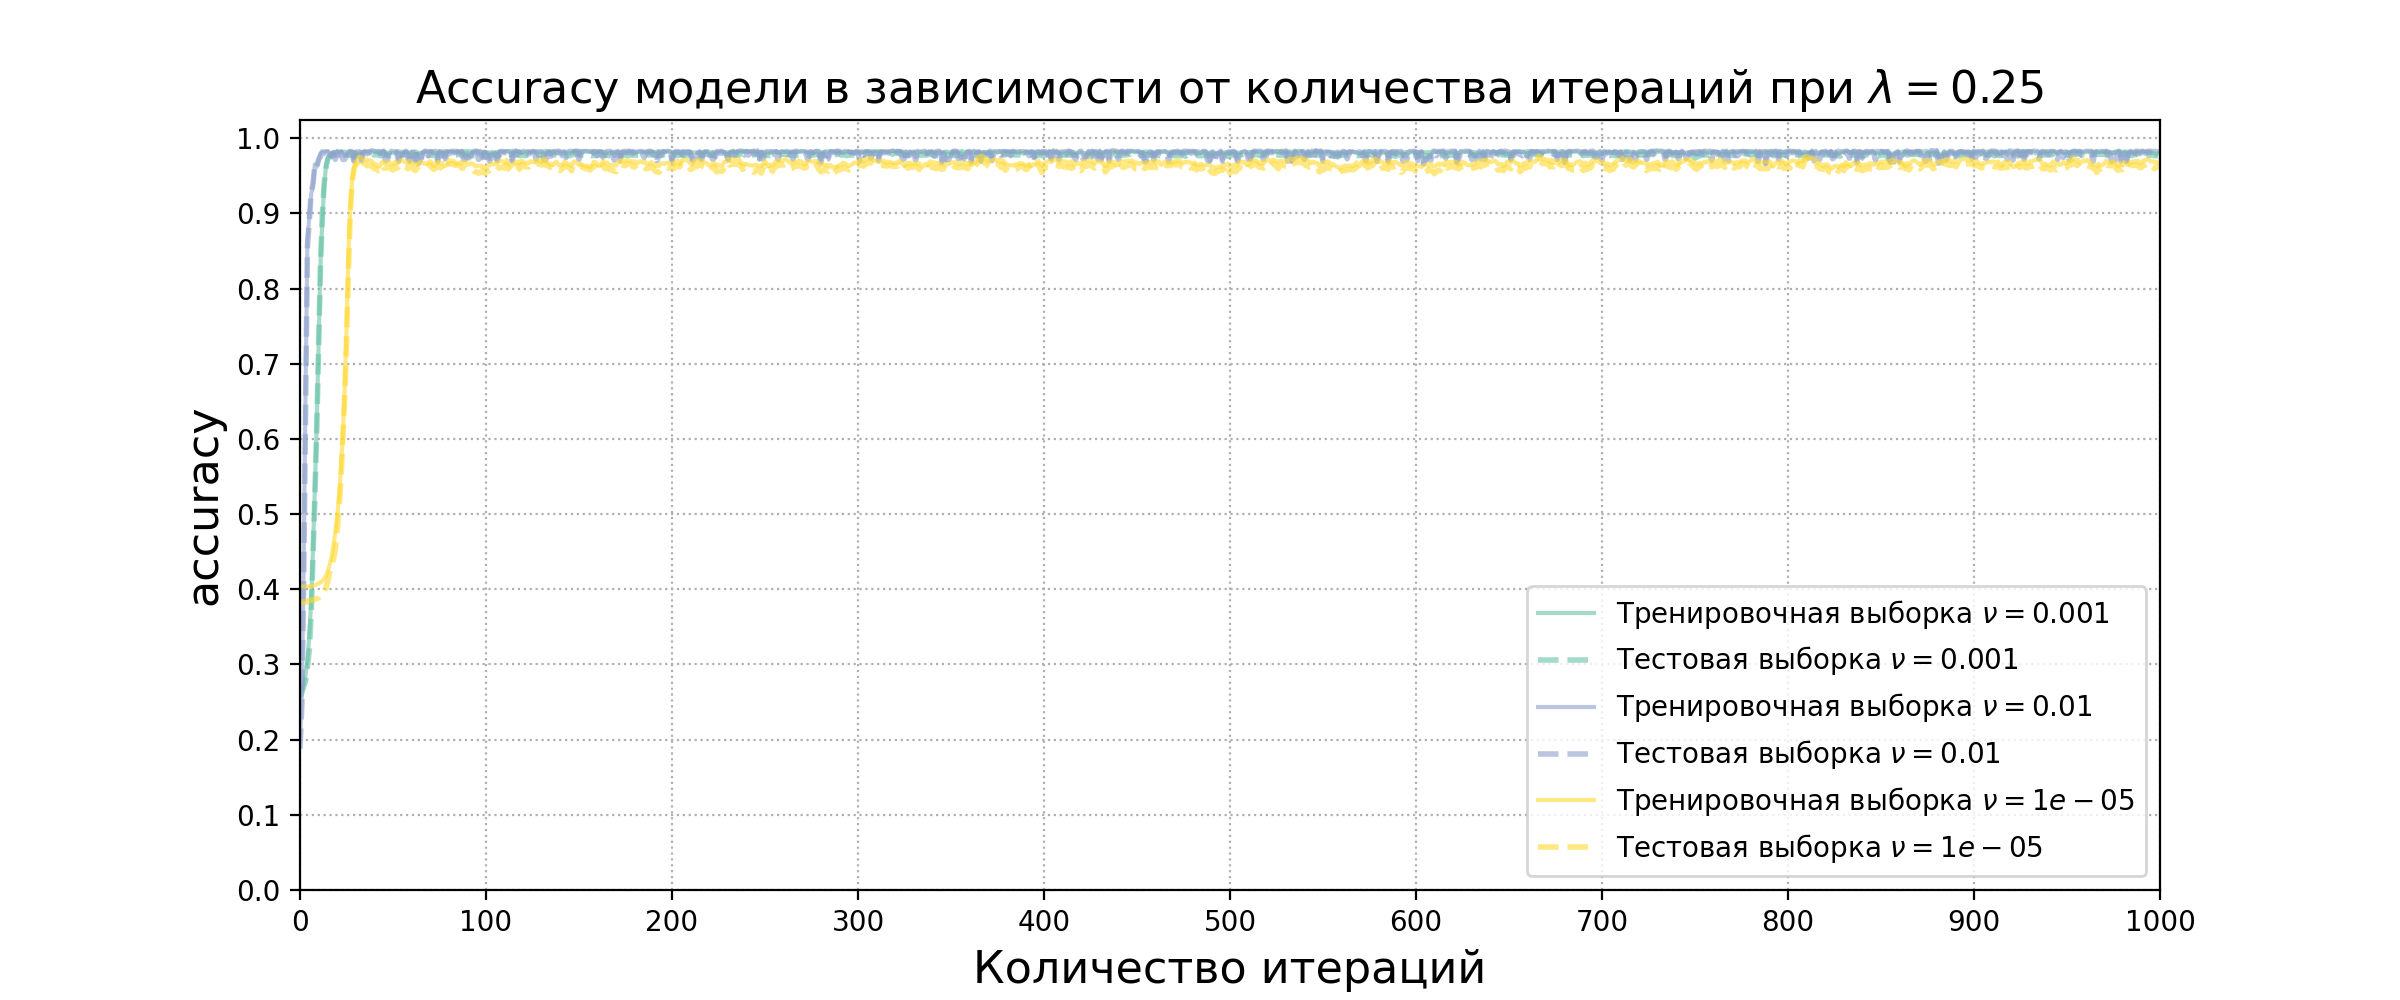 Accuracy модели в зависимости от количества итераций при λ = 0.25
1.0
0.9
0.8
0.7
0.6
0.5
0.4
0.3
0.2
0.1
0.0
accuracy
Тренировочная выборка ν = 0.001
Тестовая выборка ν = 0.001
Тренировочная выборка ν = 0.01
Тестовая выборка ν = 0.01
Тренировочная выборка ν = 1e − 05
Тестовая выборка ν = 1e − 05
0 100 200 300 400 500 600 700 800 900 1000
Количество итераций